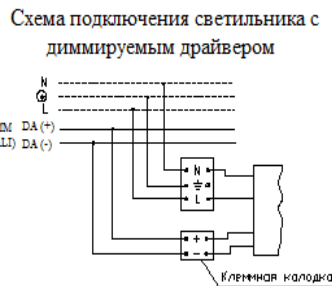 Схема подключения светильника с
диммируемым драйвером
N
L
DA (+)
DA (-)
N
L
+
-
Клеммная колодка